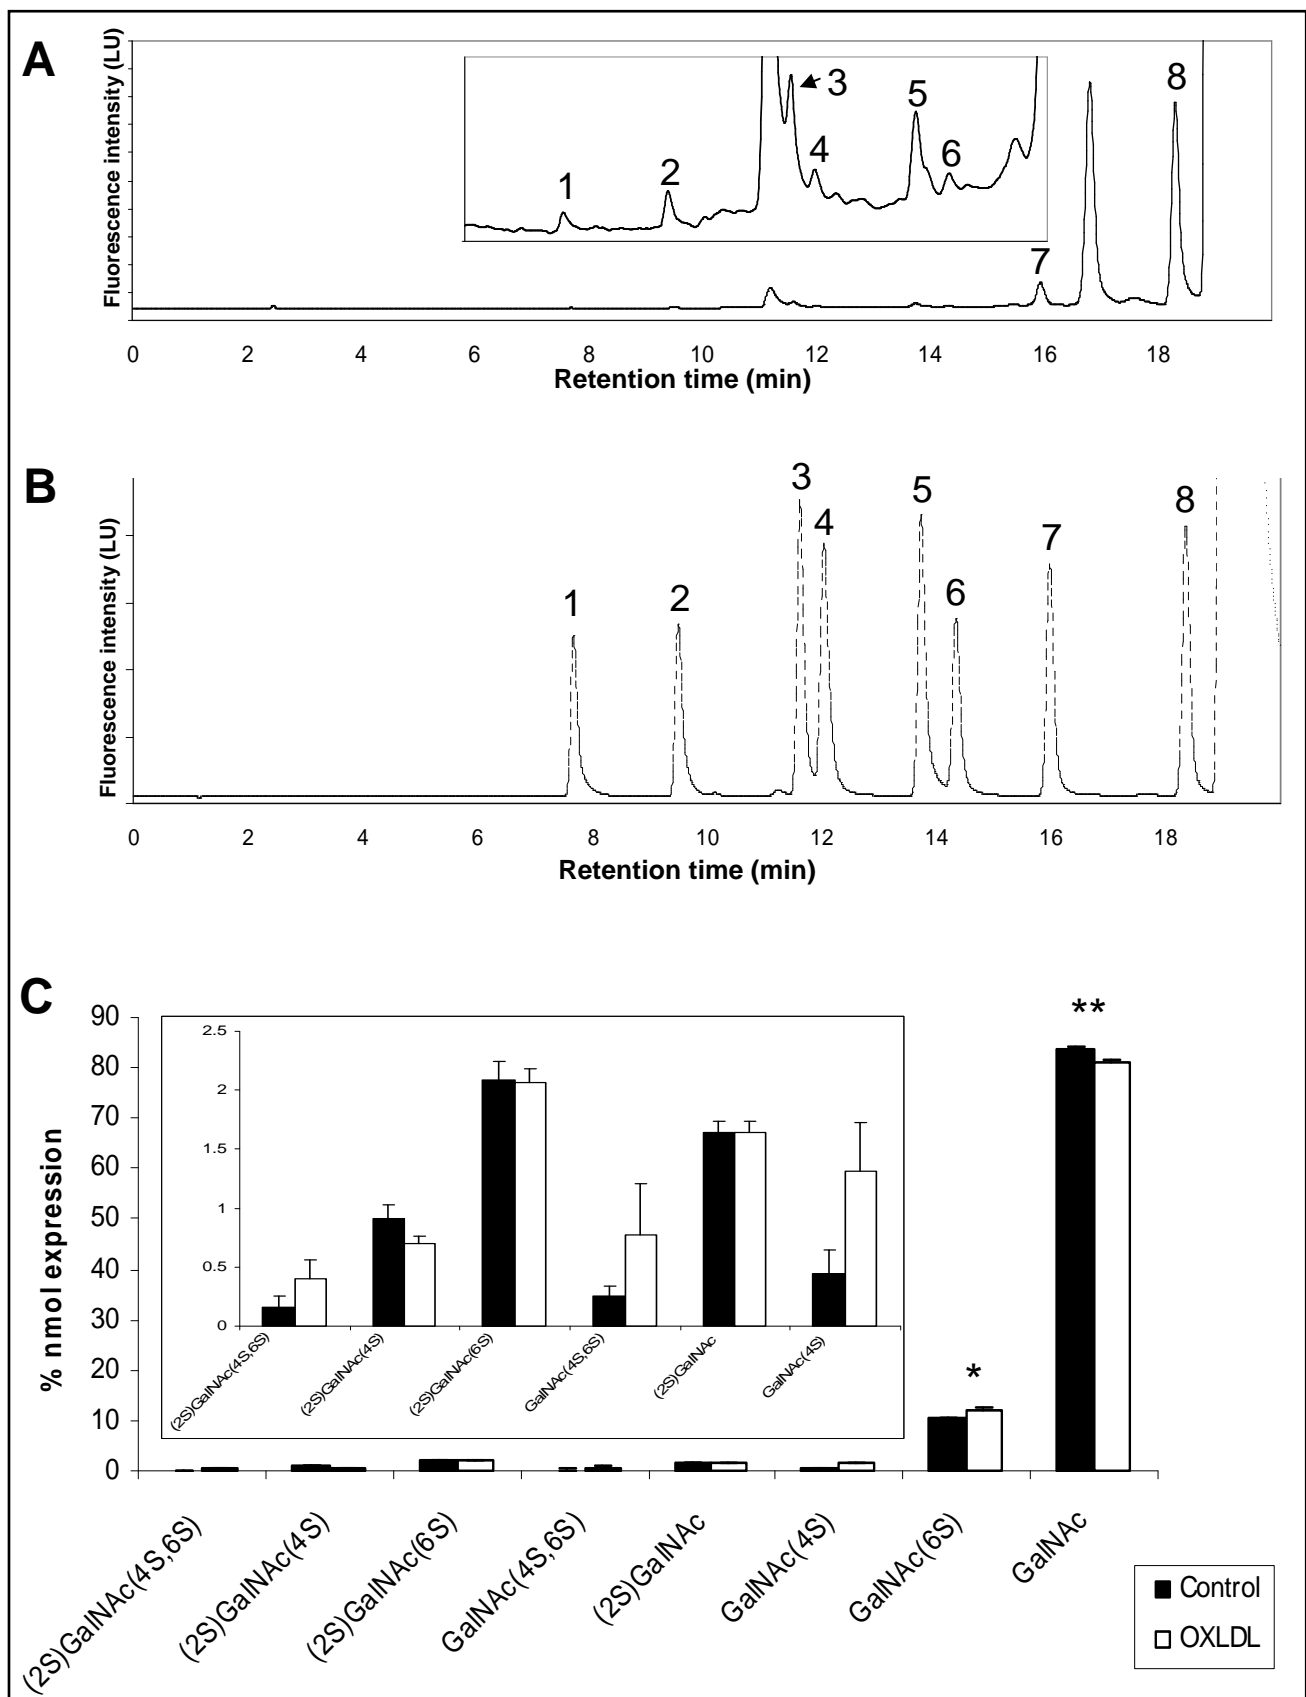 A
Fluorescence intensity (LU)
1
2
3
4
5
6
7
8
0 2 4 6 8 10 12 14 16 18
Retention time (min)
B
Fluorescence intensity (LU)
1
2
3
4
5
6
7
8
0 2 4 6 8 10 12 14 16 18
Retention time (min)
C
% nmol expression
90
80
70
60
50
40
30
20
10
0
2.5
2
1.5
1
0.5
0
(2S)GalNAc(4S,6S)
(2S)GalNAc(4S)
(2S)GalNAc(6S)
GalNAc(4S,6S)
(2S)GalNAc
GalNAc(4S)
*
**
(2S)GalNAc(4S,6S)
(2S)GalNAc(4S)
(2S)GalNAc(6S)
GalNAc(4S,6S)
(2S)GalNAc
GalNAc(4S)
GalNAc(6S)
GalNAc
Control
OXLDL